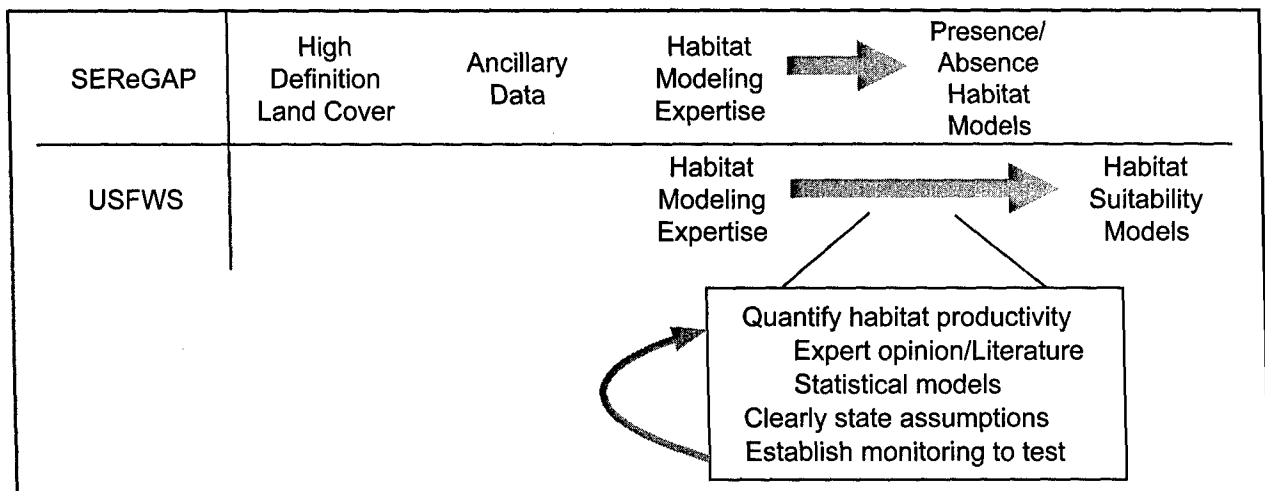 SEReGAP
High
Definition
Land Cover
Ancillary
Data
Habitat
Modeling
Expertise
Presence/
Absence
Habitat
Models
USFWS
Habitat
Modeling
Expertise
Habitat
Suitability
Models
Quantify habitat productivity
Expert opinion/Literature
Statistical models
Clearly state assumptions
Establish monitoring to test